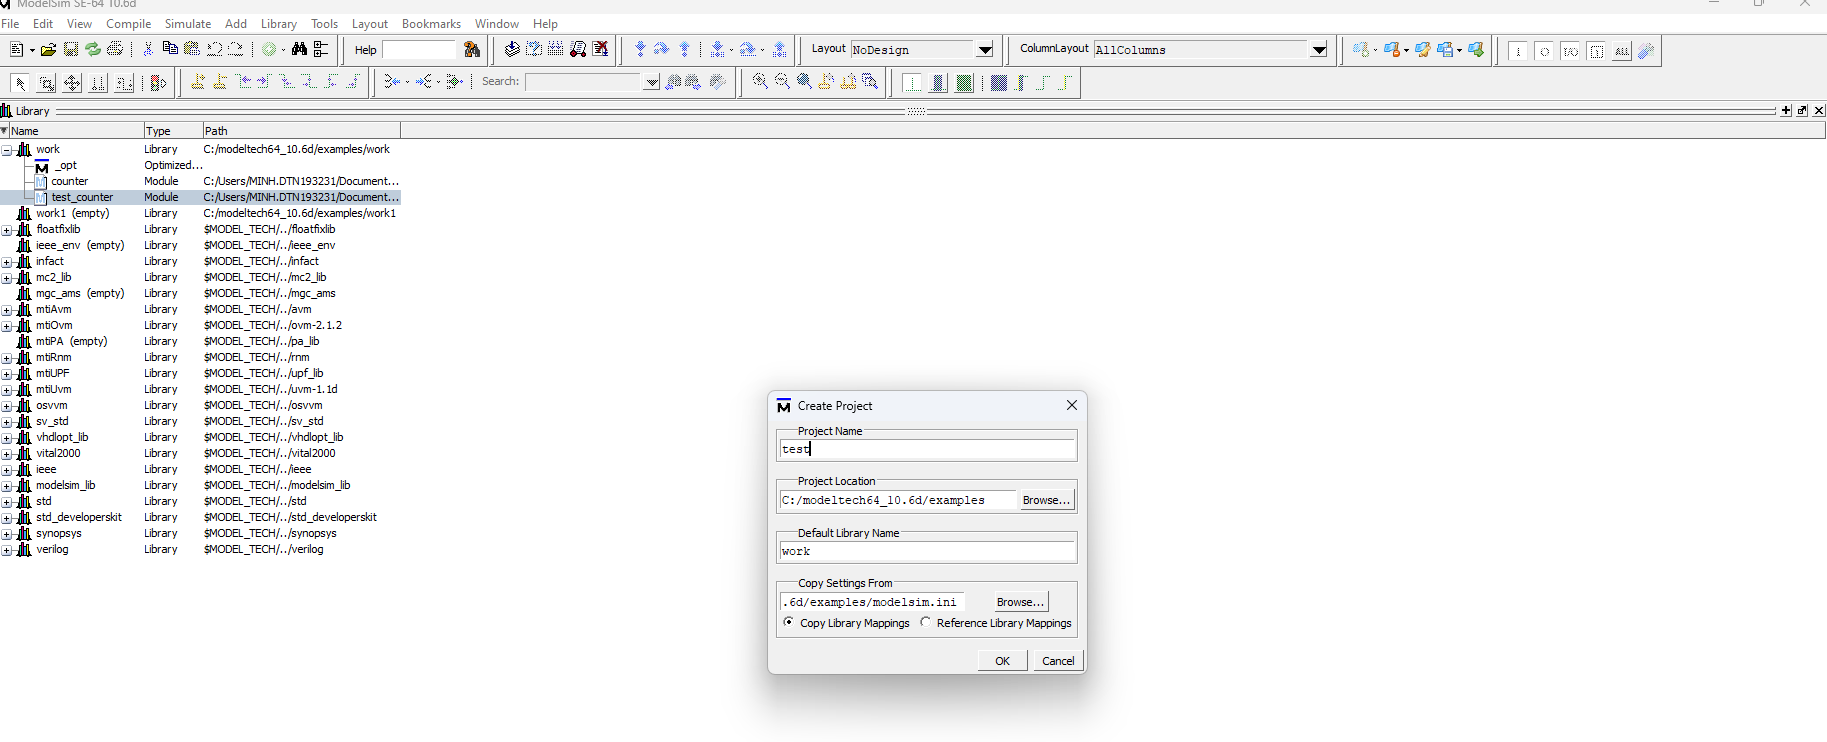 ModelSim SE-64 10.6d
File Edit View Compile Simulate Add Library Tools Layout Bookmarks Window Help
Help Layout NoDesign ColumnLayout AllColumns
Search:
Library
Name Type Path
work Library C:/modeltech64_10.6d/examples/work
_opt Optimized...
counter Module C:/Users/MINH.DTN193231/Document...
test_counter Module C:/Users/MINH.DTN193231/Document...
work1 (empty) Library C:/modeltech64_10.6d/examples/work1
floatfixlib Library $MODEL_TECH/../floatfixlib
ieee_env (empty) Library $MODEL_TECH/../ieee_env
infact Library $MODEL_TECH/../infact
mc2_lib Library $MODEL_TECH/../mc2_lib
mgc_ams (empty) Library $MODEL_TECH/../mgc_ams
mtiAvm Library $MODEL_TECH/../avm
mtiOvm Library $MODEL_TECH/../ovm-2.1.2
mtiPA (empty) Library $MODEL_TECH/../pa_lib
mtiRnm Library $MODEL_TECH/../rnm
mtiUPF Library $MODEL_TECH/../upf_lib
mtiUvm Library $MODEL_TECH/../uvm-1.1d
osvvm Library $MODEL_TECH/../osvvm
sv_std Library $MODEL_TECH/../sv_std
vhdlopt_lib Library $MODEL_TECH/../vhdlopt_lib
vital2000 Library $MODEL_TECH/../vital2000
ieee Library $MODEL_TECH/../ieee
modelsim_lib Library $MODEL_TECH/../modelsim_lib
std Library $MODEL_TECH/../std
std_developerskit Library $MODEL_TECH/../std_developerskit
synopsys Library $MODEL_TECH/../synopsys
verilog Library $MODEL_TECH/../verilog
Create Project
Project Name
test
Project Location
C:/modeltech64_10.6d/examples Browse...
Default Library Name
work
Copy Settings From
.6d/examples/modelsim.ini Browse...
Copy Library Mappings Reference Library Mappings
OK Cancel